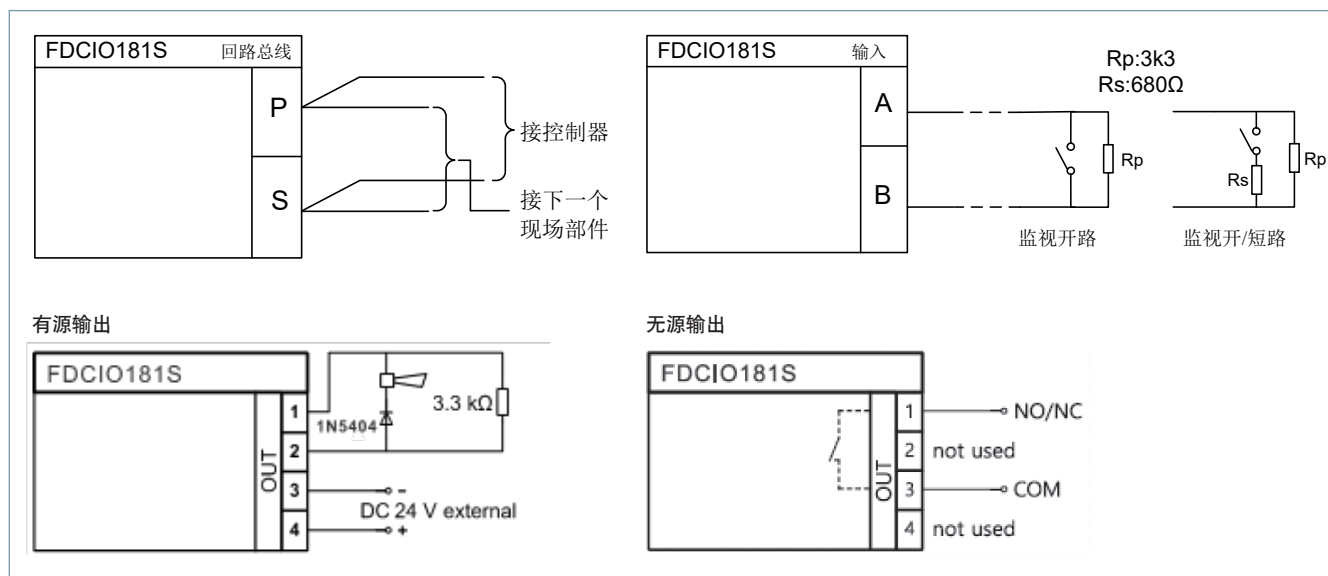 FDCIO181S 回路总线
P
S
接控制器
接下一个
现场部件
FDCIO181S 输入
A
B
Rp:3k3
Rs:680Ω
Rp
Rs
Rp
监视开路
监视开/短路
有源输出
FDCIO181S
OUT
1
2
3
4
1N5404
3.3 kΩ
-
DC 24 V external
+
无源输出
FDCIO181S
OUT
1 NO/NC
2 not used
3 COM
4 not used